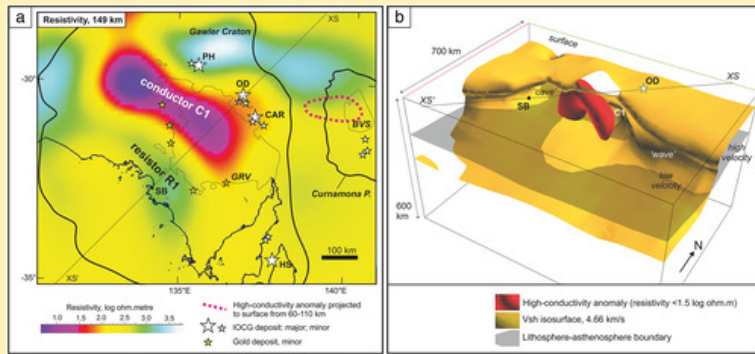 a
Resistivity, 149 km
XS
Gawler Craton
PH
-30°
OD
conductor C1
CAR
BVS
resistor R1
GRV
SB
Curnamona P.
HS
100 km
-35°
XS'
135°E
140°E
Resistivity, log ohm.metre
1.0 1.5 2.0 2.5 3.0 3.5
High-conductivity anomaly projected
to surface from 60-110 km
IOCG deposit: major; minor
Gold deposit, minor
b
700 km
surface
XS
OD
XS'
'cave'
SB
C1
'wave'
high
velocity
low
velocity
600
km
N
High-conductivity anomaly (resistivity <1.5 log ohm.m)
Vsh isosurface, 4.66 km/s
Lithosphere-asthenosphere boundary